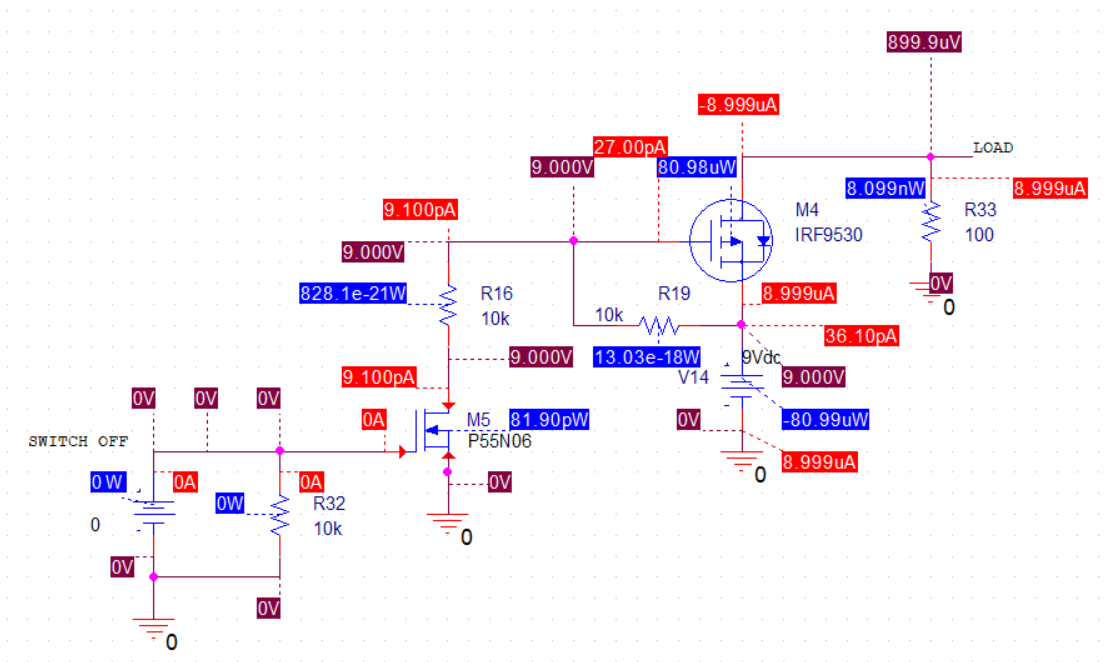 899.9uV
-8.999uA
27.00pA
LOAD
9.000V
80.98uW
8.099nW
8.999uA
9.100pA
M4
IRF9530
R33
100
9.000V
0V
0
828.1e-21W
R16
10k
R19
10k
8.999uA
36.10pA
9.000V
13.03e-18W
9Vdc
V14
9.000V
9.100pA
0V
0V
0V
0A
M5
P55N06
81.90pW
0V
-80.99uW
SWITCH OFF
8.999uA
0
0W
0A
0A
0V
0W
R32
10k
0
0
0V
0V
0